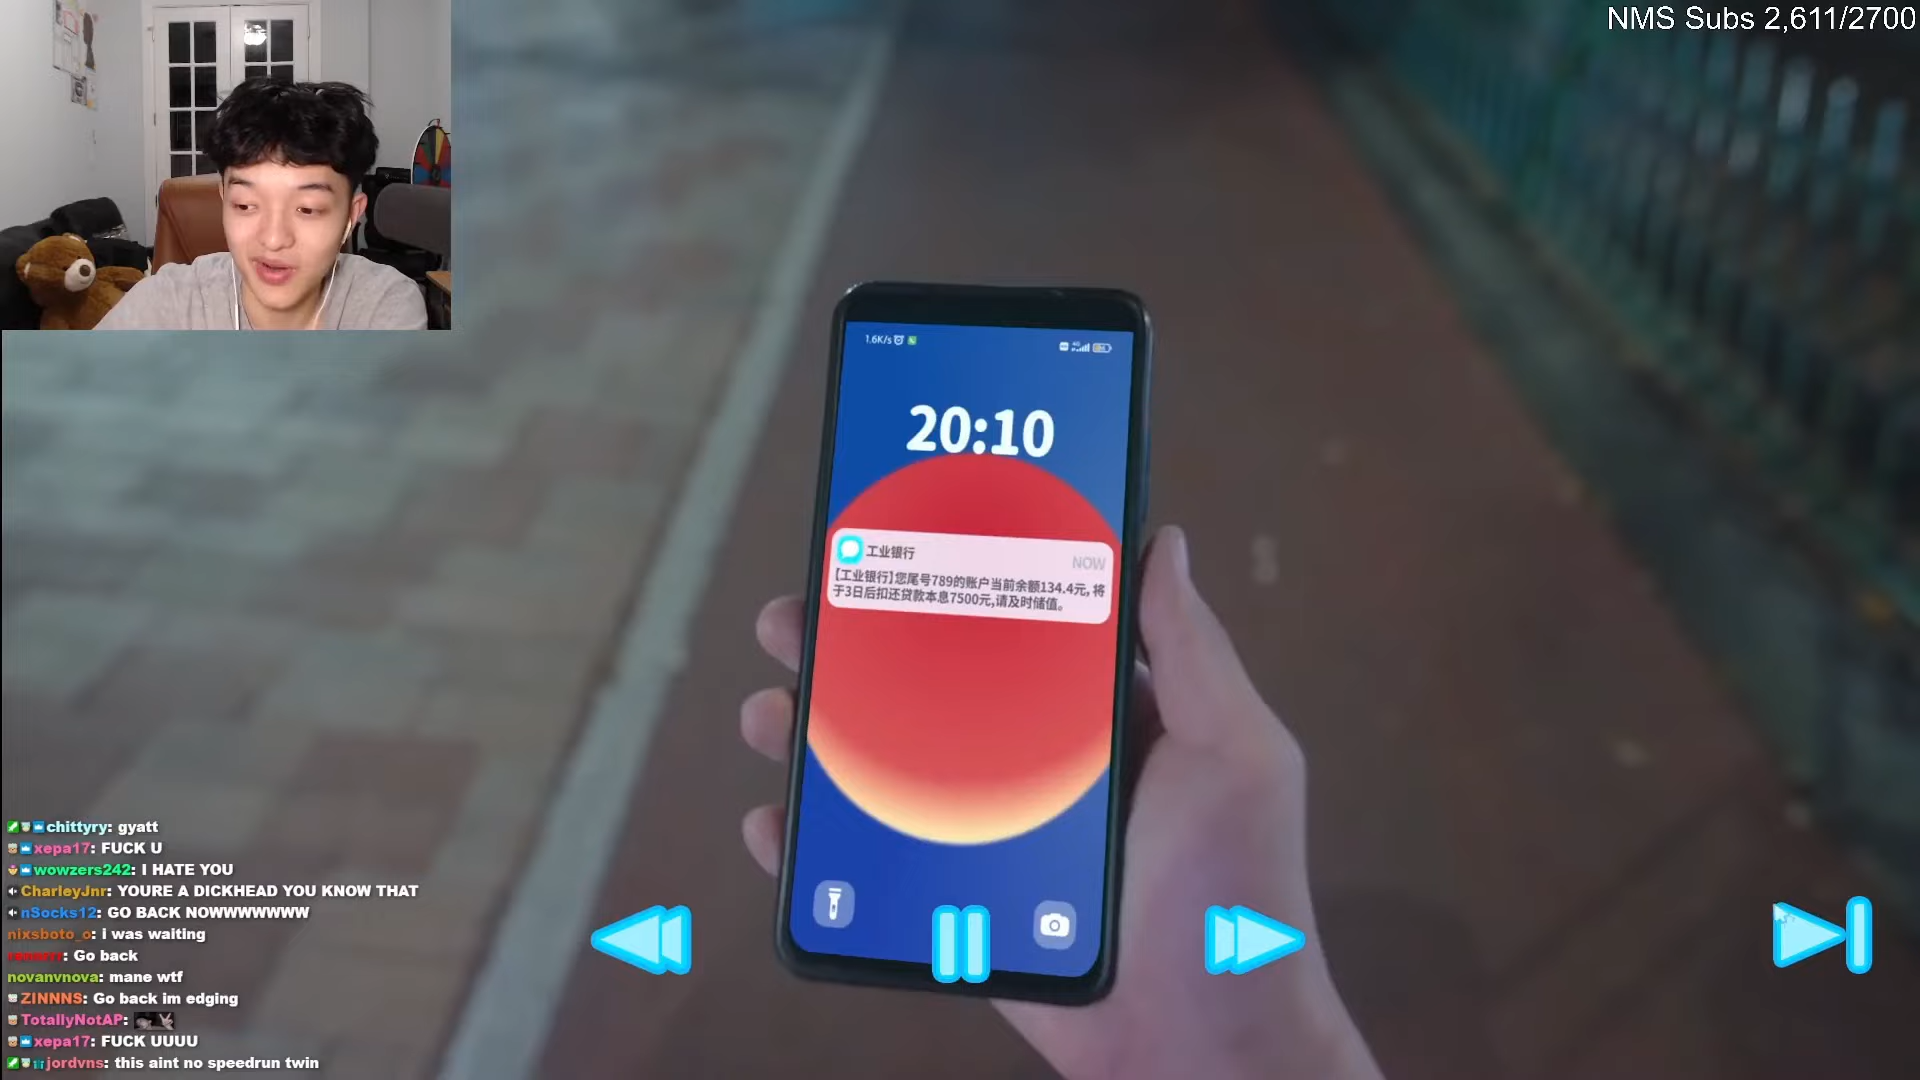 NMS Subs 2,611/2700
1.6K/s
20:10
工业银行
NOW
【工业银行】您尾号789的账户当前余额134.4元,将
于3日后扣还贷款本息7500元,请及时储值。
chittyry: gyatt
xepa17: FUCK U
wowzers242: I HATE YOU
CharleyJnr: YOURE A DICKHEAD YOU KNOW THAT
nSocks12: GO BACK NOWWWWWWW
nixsboto_o: i was waiting
: Go back
novanvnova: mane wtf
ZINNNS: Go back im edging
TotallyNotAP:
xepa17: FUCK UUUU
jordvns: this aint no speedrun twin